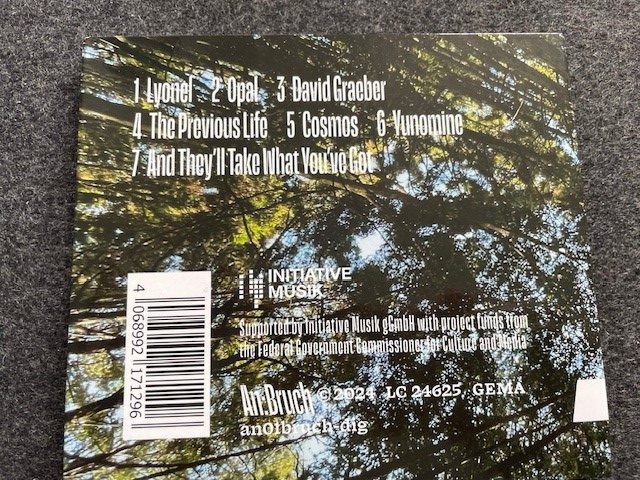 1 Lyonel 2 Opal 3 David Graeber
4 The Previous Life 5 Cosmos 6 Yunomine
7 And They'll Take What You've Got
INITIATIVE
MUSIK
Supported by Initiative Musik gGmbH with project funds from
the Federal Government Commissioner for Culture and Media
4 068992 171296
An:Bruch ©2024 LC 24625 GEMA
an01bruch-dig